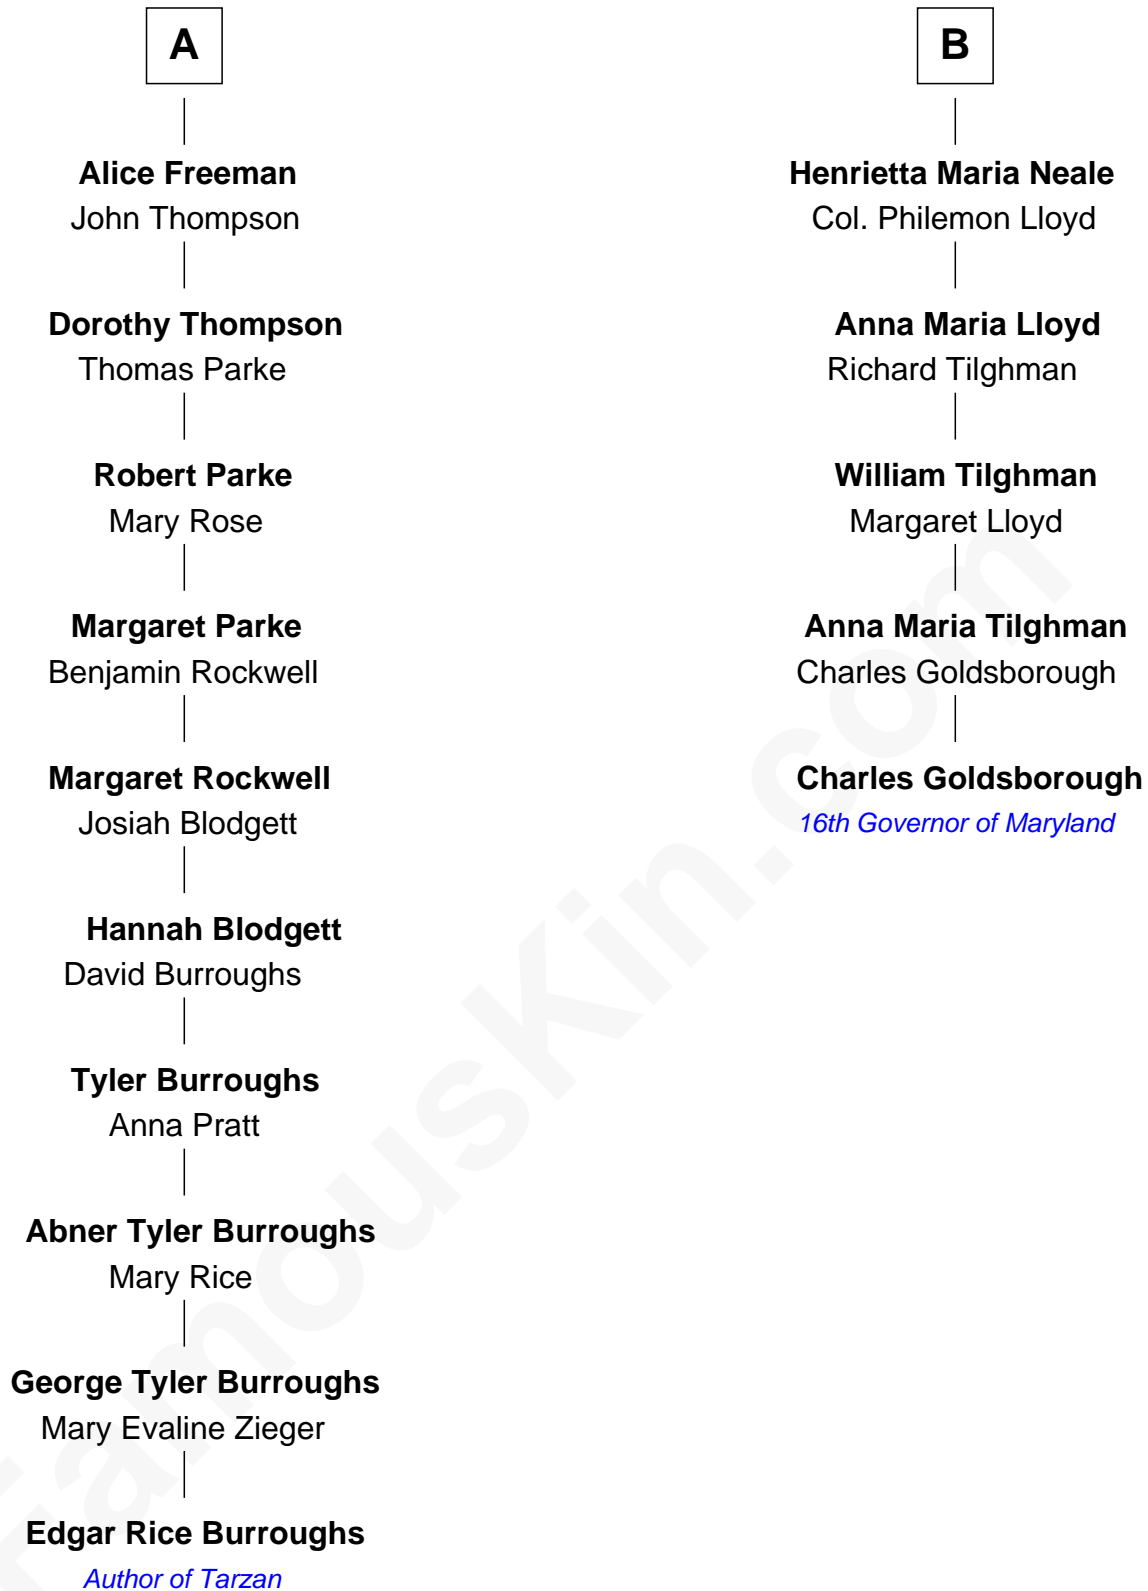 A
Alice Freeman
John Thompson
Dorothy Thompson
Thomas Parke
Robert Parke
Mary Rose
Margaret Parke
Benjamin Rockwell
Margaret Rockwell
Josiah Blodgett
Hannah Blodgett
David Burroughs
Tyler Burroughs
Anna Pratt
Abner Tyler Burroughs
Mary Rice
George Tyler Burroughs
Mary Evaline Zieger
Edgar Rice Burroughs
Author of Tarzan
B
Henrietta Maria Neale
Col. Philemon Lloyd
Anna Maria Lloyd
Richard Tilghman
William Tilghman
Margaret Lloyd
Anna Maria Tilghman
Charles Goldsborough
Charles Goldsborough
16th Governor of Maryland
FamousKin.com